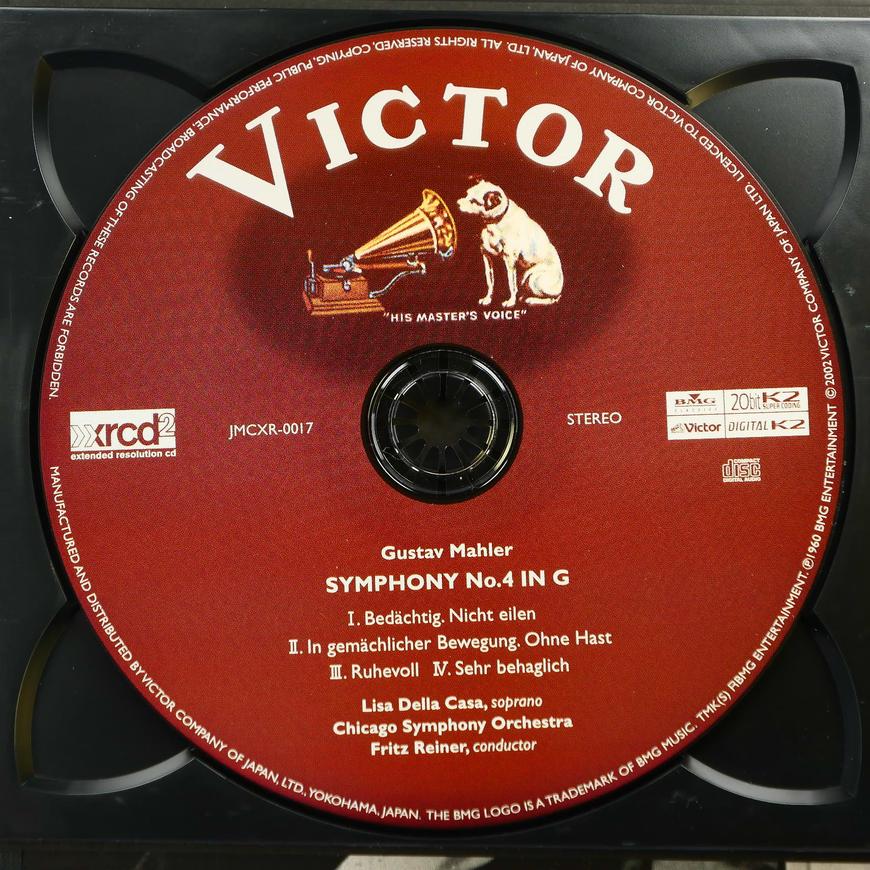 VICTOR
"HIS MASTER'S VOICE"
xrcd2
extended resolution cd
JMCXR-0017
STEREO
BMG
CLASSICS
20bit K2
SUPER CODING
Victor
DIGITAL K2
COMPACT
disc
DIGITAL AUDIO
Gustav Mahler
SYMPHONY No.4 IN G
I. Bedächtig. Nicht eilen
II. In gemächlicher Bewegung. Ohne Hast
III. Ruhevoll IV. Sehr behaglich
Lisa Della Casa, soprano
Chicago Symphony Orchestra
Fritz Reiner, conductor
MANUFACTURED AND DISTRIBUTED BY VICTOR COMPANY OF JAPAN, LTD., YOKOHAMA, JAPAN. THE BMG LOGO IS A TRADEMARK OF BMG MUSIC. TMK(S) ®BMG ENTERTAINMENT. ℗1960 BMG ENTERTAINMENT ©2002 VICTOR COMPANY OF JAPAN LTD. LICENCED TO VICTOR COMPANY OF JAPAN, LTD. ALL RIGHTS RESERVED. COPYING, PUBLIC PERFORMANCE, BROADCASTING OF THESE RECORDS ARE FORBIDDEN.